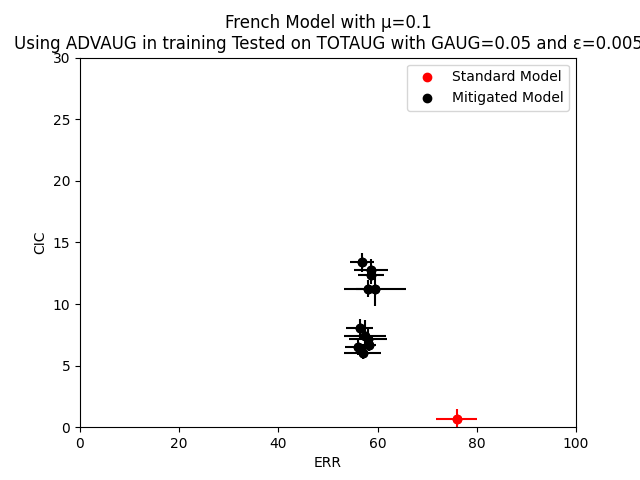 French Model with μ=0.1
Using ADVAUG in training Tested on TOTAUG with GAUG=0.05 and ε=0.005
30
25
20
15
10
5
0
CIC
Standard Model
Mitigated Model
0 20 40 60 80 100
ERR